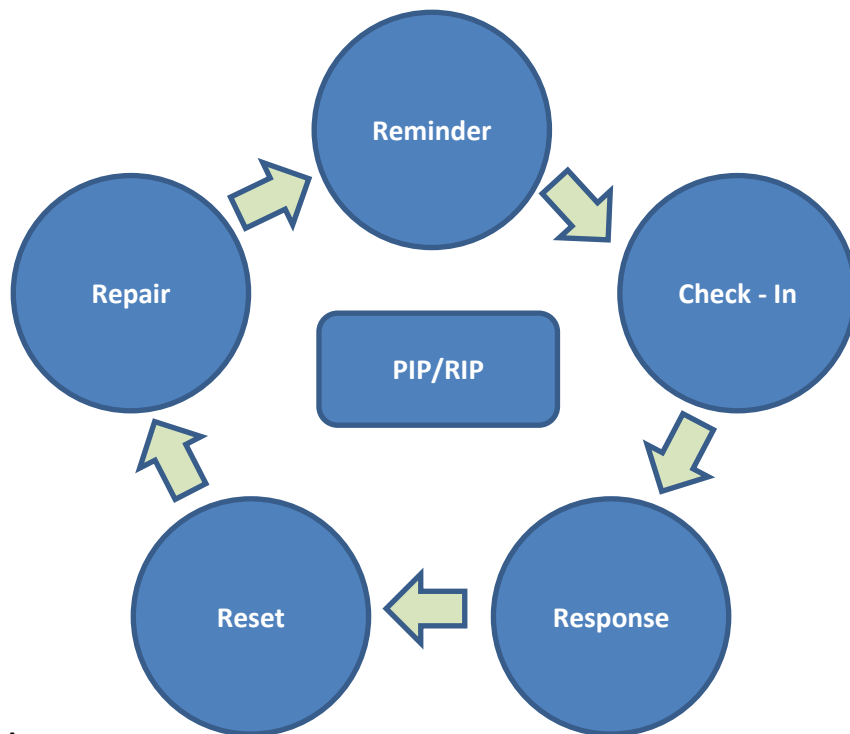 Reminder
Check - In
Response
Reset
Repair
PIP/RIP